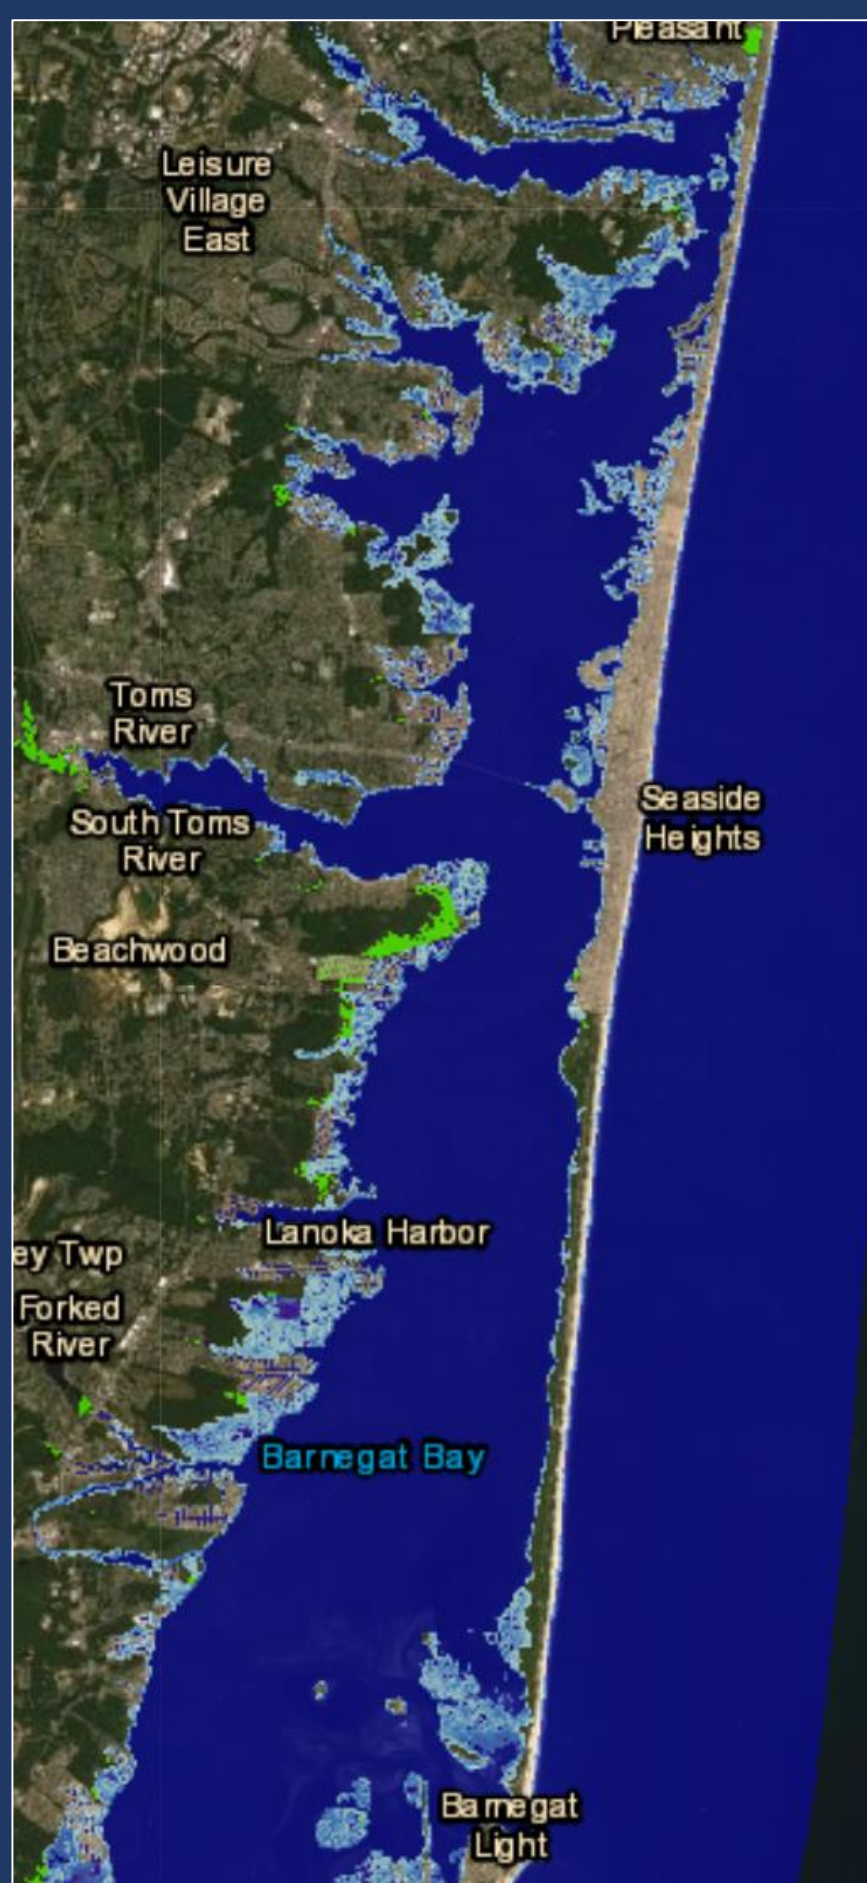 Pleasant
Leisure
Village
East
Toms
River
Seaside
Heights
South Toms
River
Beachwood
Lanoka Harbor
ey Twp
Forked
River
Barnegat Bay
Barnegat
Light